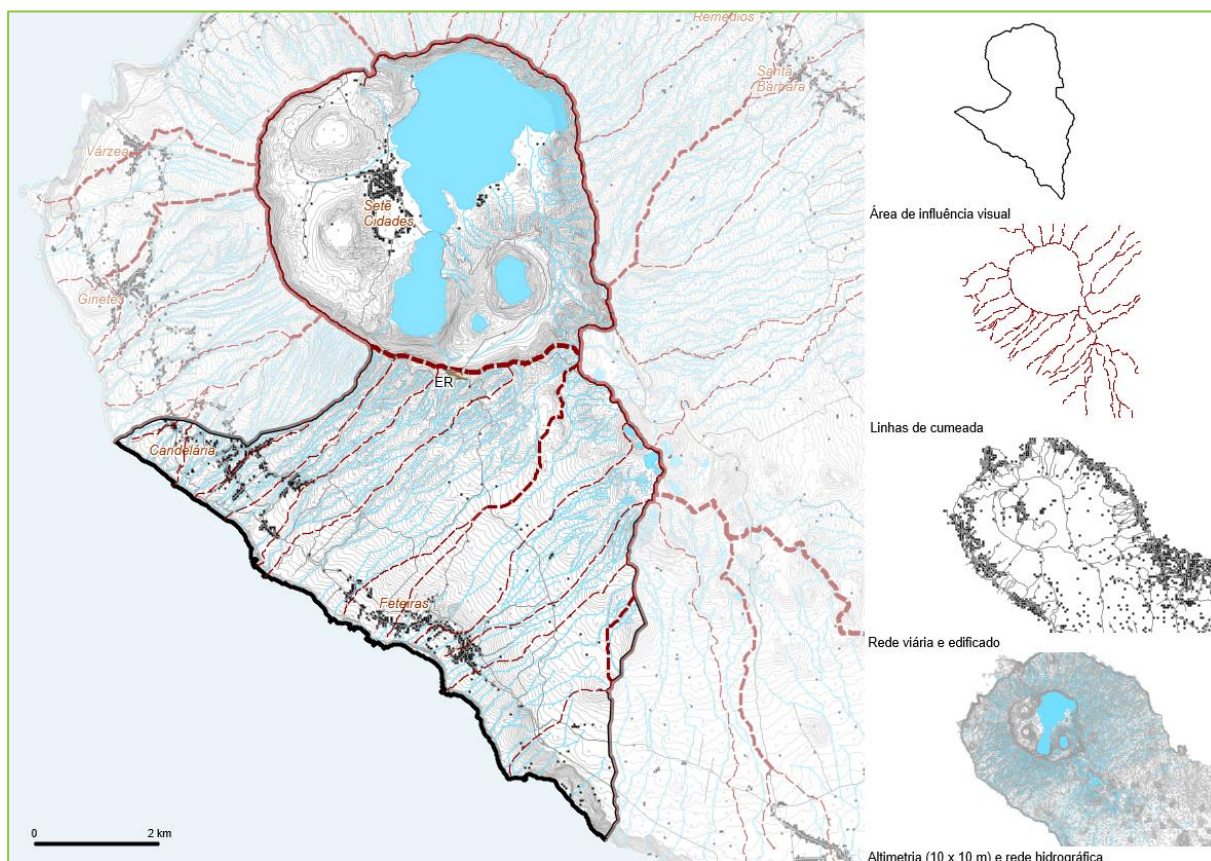 Remédios
Santa
Bárbara
Várzea
Sete
Cidades
Ginetes
ER
Candelária
Feteiras
0 2 km
Área de influência visual
Linhas de cumeada
Rede viária e edificado
Altimetria (10 x 10 m) e rede hidrográfica